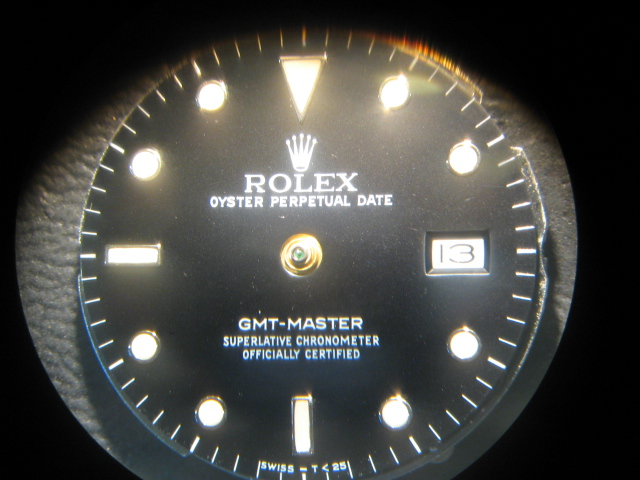 ROLEX
OYSTER PERPETUAL DATE
13
GMT-MASTER
SUPERLATIVE CHRONOMETER
OFFICIALLY CERTIFIED
SWISS - T < 25